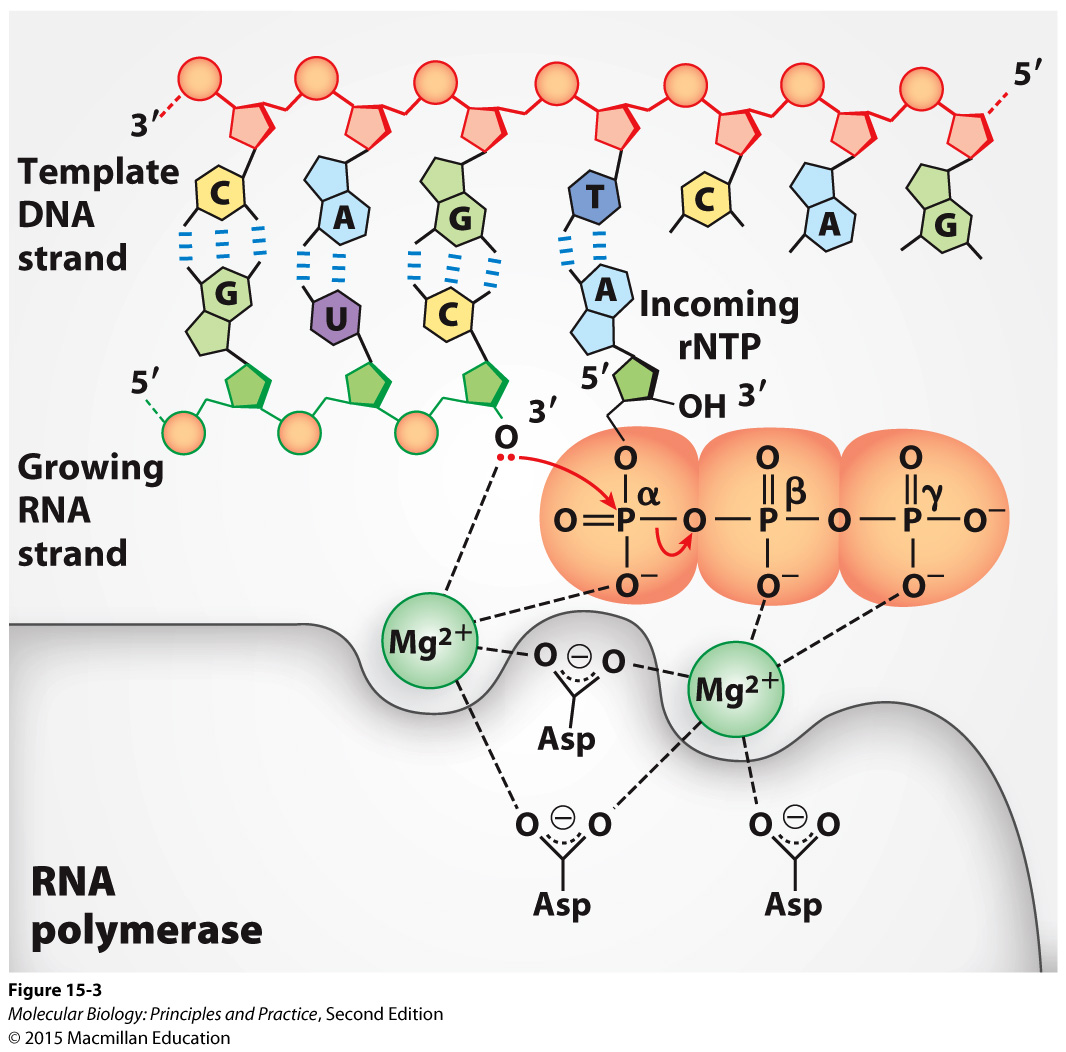 5′
3′
Template
DNA
strand
C A G T C A G
G U C A
Incoming
rNTP
5′ 3′ 5′ OH 3′
Growing
RNA
strand
O O O O
α β γ
O P O P O P O⁻
O⁻ O⁻ O⁻
Mg²⁺ O ⊖ O Mg²⁺
Asp
O ⊖ O O ⊖ O
Asp Asp
RNA
polymerase
Figure 15-3
Molecular Biology: Principles and Practice, Second Edition
© 2015 Macmillan Education